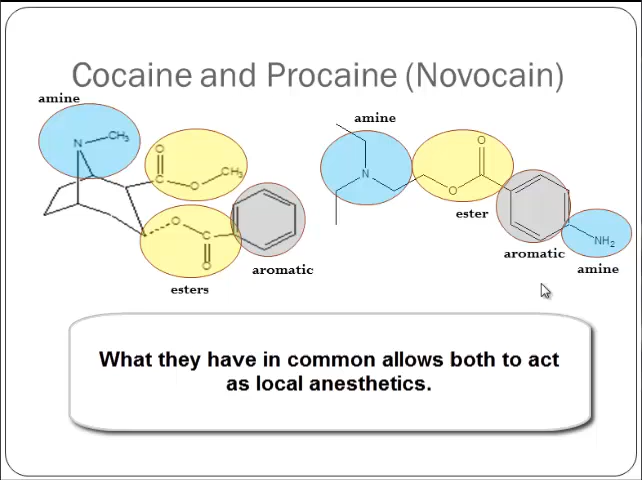 Cocaine and Procaine (Novocain)
amine
N
CH3
O
C
O
CH3
O
C
O
esters
aromatic
amine
N
O
O
ester
aromatic
NH2
amine
What they have in common allows both to act
as local anesthetics.